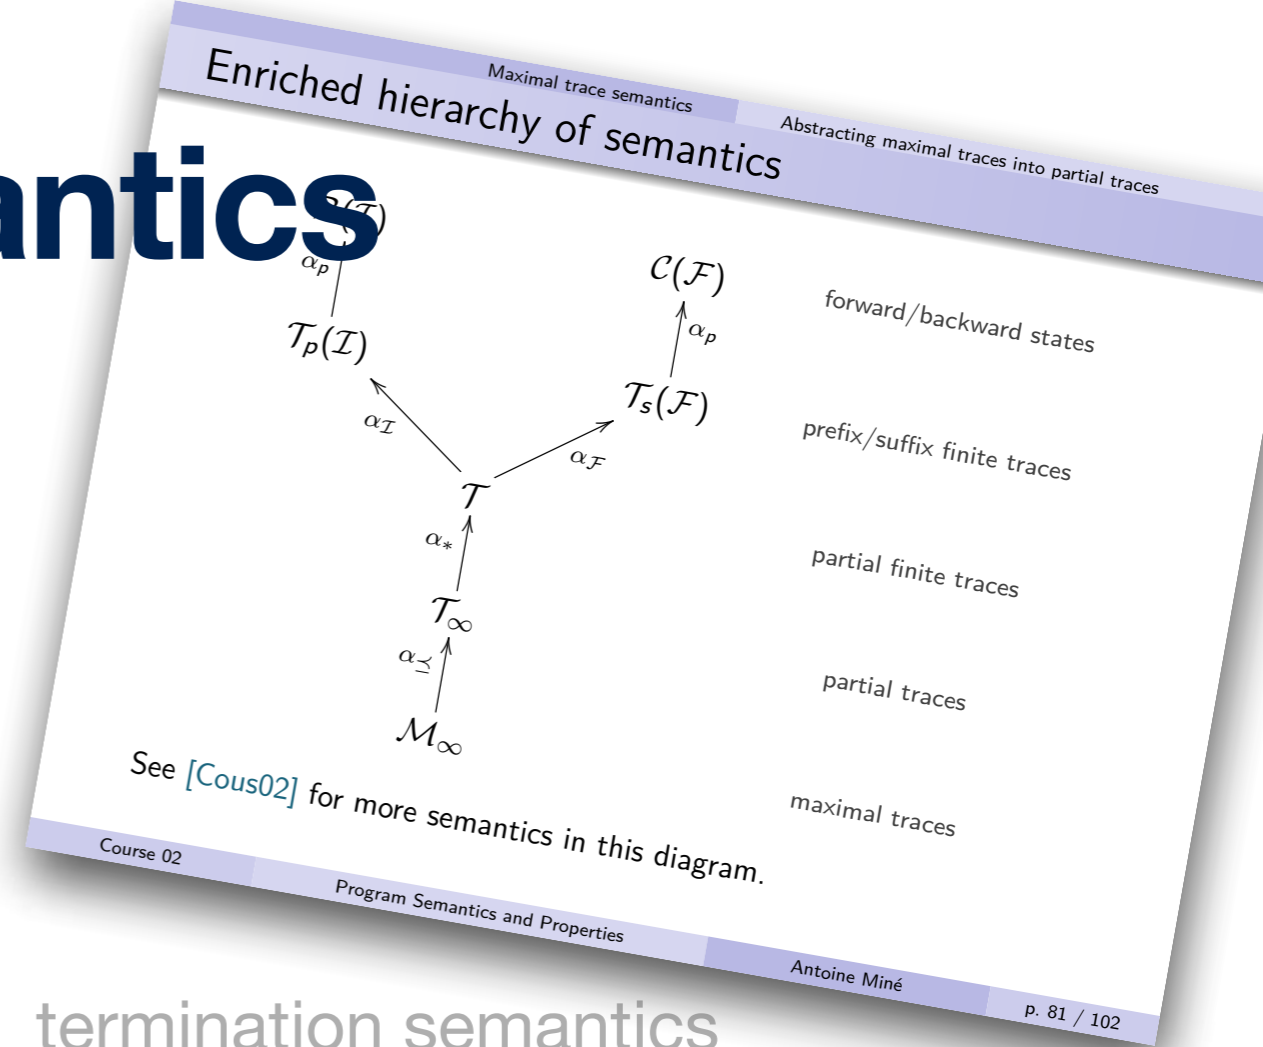 Maximal trace semantics
Abstracting maximal traces into partial traces
Enriched hierarchy of semantics
antics
αp
C(F)
forward/backward states
αp
Tp(I)
Ts(F)
prefix/suffix finite traces
αI
αF
T
α*
partial finite traces
T∞
α⪯
partial traces
M∞
maximal traces
See [Cous02] for more semantics in this diagram.
Course 02
Program Semantics and Properties
Antoine Miné
p. 81 / 102
termination semantics